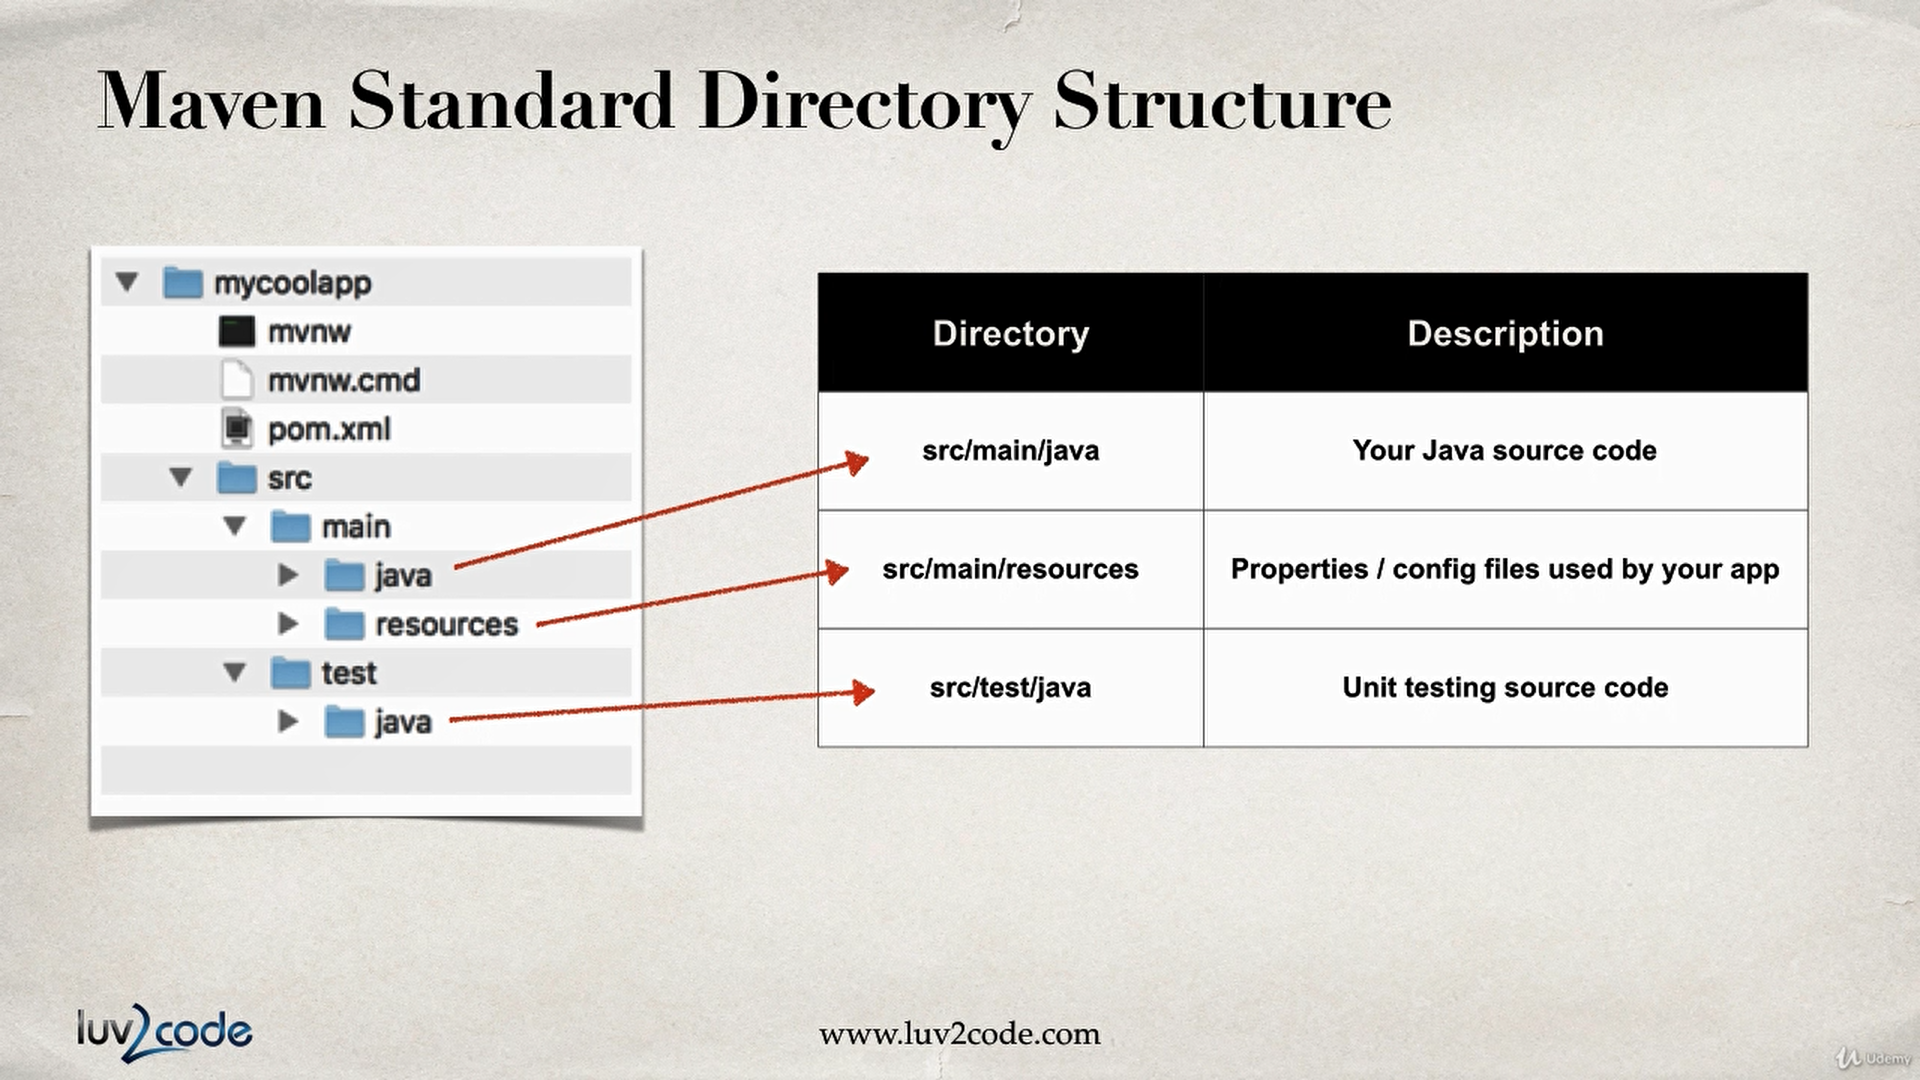 Maven Standard Directory Structure
mycoolapp
mvnw
mvnw.cmd
pom.xml
src
main
java
resources
test
java
Directory Description
src/main/java Your Java source code
src/main/resources Properties / config files used by your app
src/test/java Unit testing source code
luv2code
www.luv2code.com
Udemy